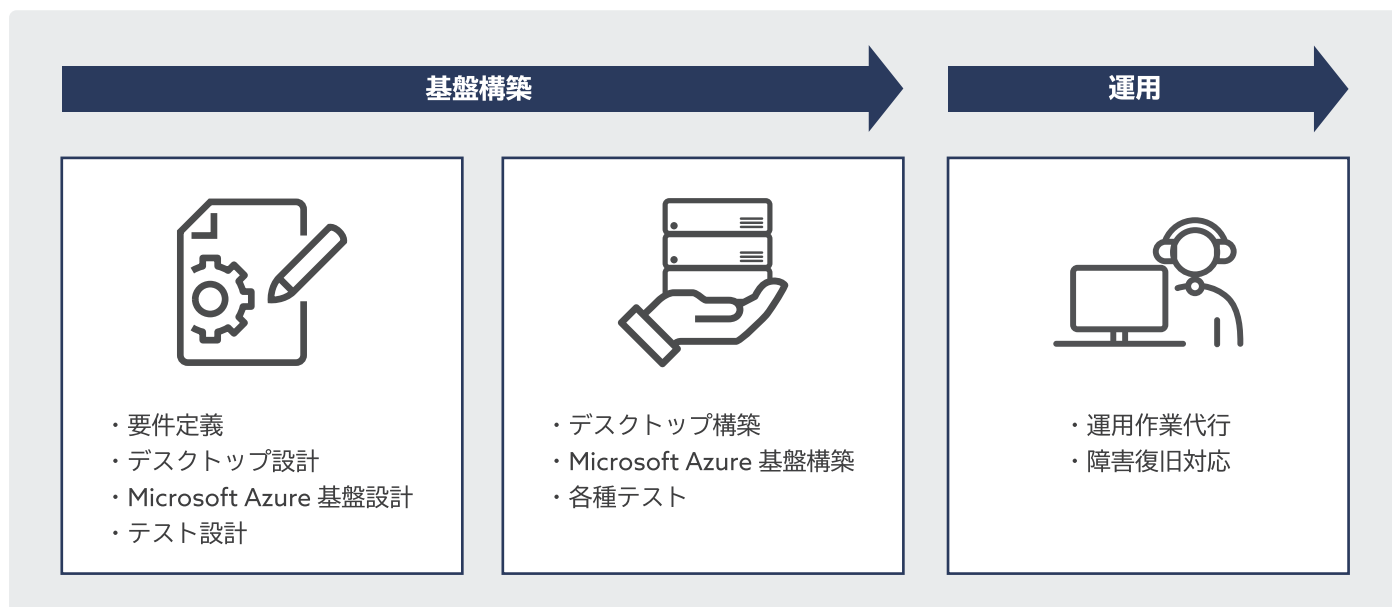 基盤構築
運用
・要件定義
・デスクトップ設計
・Microsoft Azure 基盤設計
・テスト設計
・デスクトップ構築
・Microsoft Azure 基盤構築
・各種テスト
・運用作業代行
・障害復旧対応